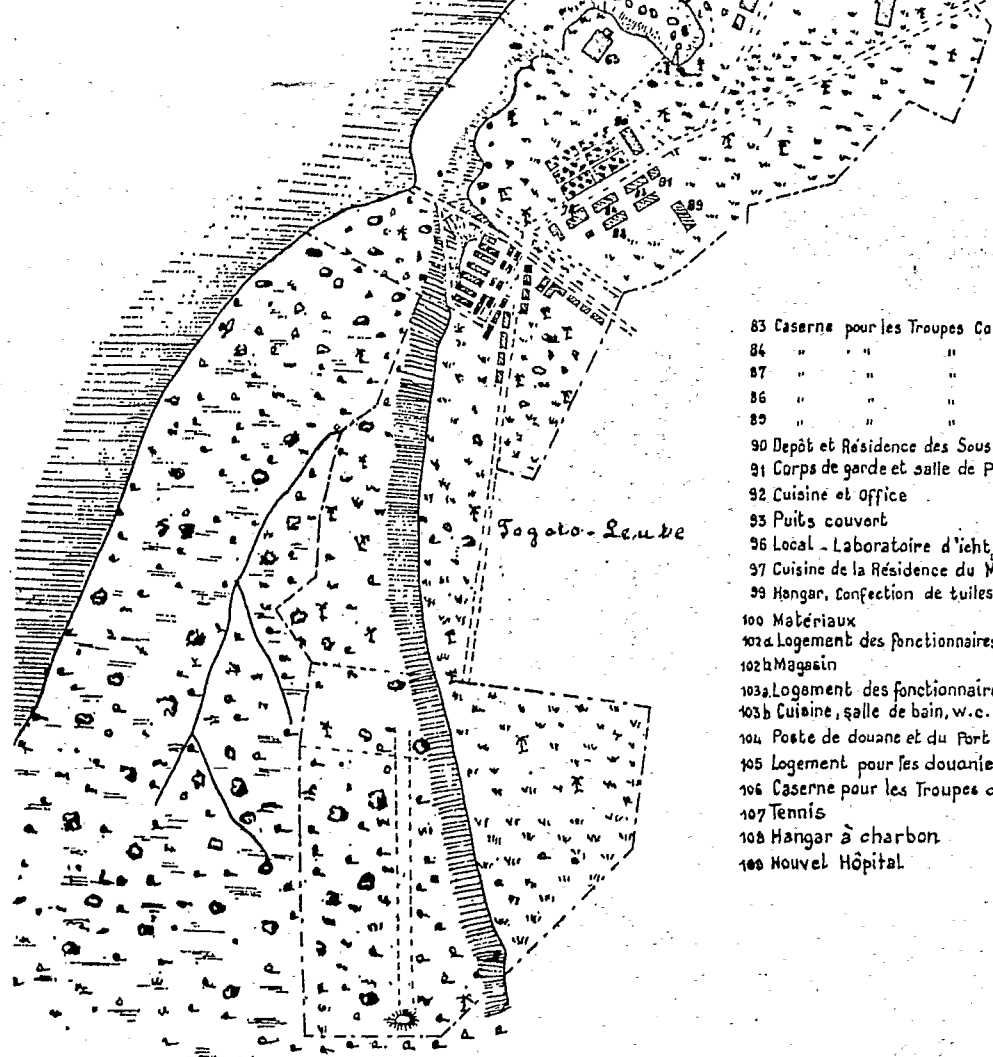 63
81
89
Togoto-Leube
83 Caserne pour les Troupes Co
84 " " "
87 " " "
86 " " "
89 " " "
90 Depôt et Résidence des Sous
91 Corps de garde et salle de P
92 Cuisine et Office
93 Puits couvert
96 Local - Laboratoire d'icht
97 Cuisine de la Résidence du M
99 Hangar, Confection de tuiles
100 Matériaux
102a Logement des fonctionnaires
102b Magasin
103a Logement des fonctionnaire
103b Cuisine, salle de bain, w.c.
104 Poste de douane et du Port
105 Logement pour les douanie
106 Caserne pour les Troupes c
107 Tennis
108 Hangar à charbon
109 Nouvel Hôpital